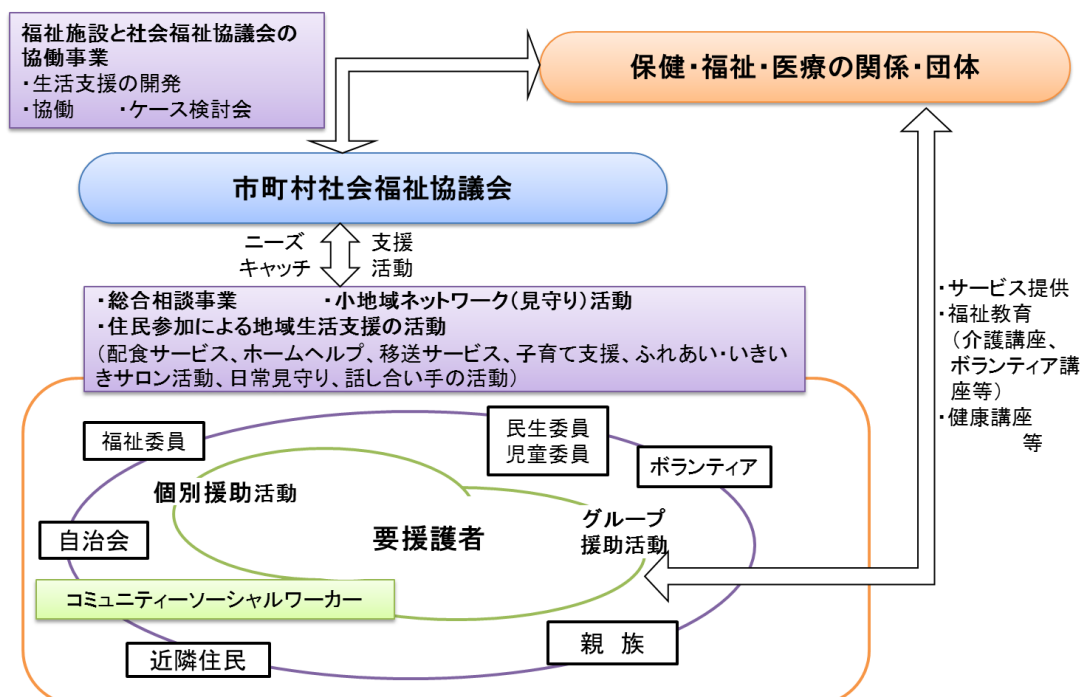 福祉施設と社会福祉協議会の
協働事業
・生活支援の開発
・協働　　・ケース検討会
保健・福祉・医療の関係・団体
市町村社会福祉協議会
ニーズ
キャッチ
支援
活動
・総合相談事業　　　　・小地域ネットワーク（見守り）活動
・住民参加による地域生活支援の活動
（配食サービス、ホームヘルプ、移送サービス、子育て支援、ふれあい・いきい
きサロン活動、日常見守り、話し合い手の活動）
・サービス提供
・福祉教育
（介護講座、
ボランティア講
座等）
・健康講座
等
福祉委員
民生委員
児童委員
ボランティア
個別援助活動
グループ
援助活動
要援護者
自治会
コミュニティーソーシャルワーカー
近隣住民
親　族